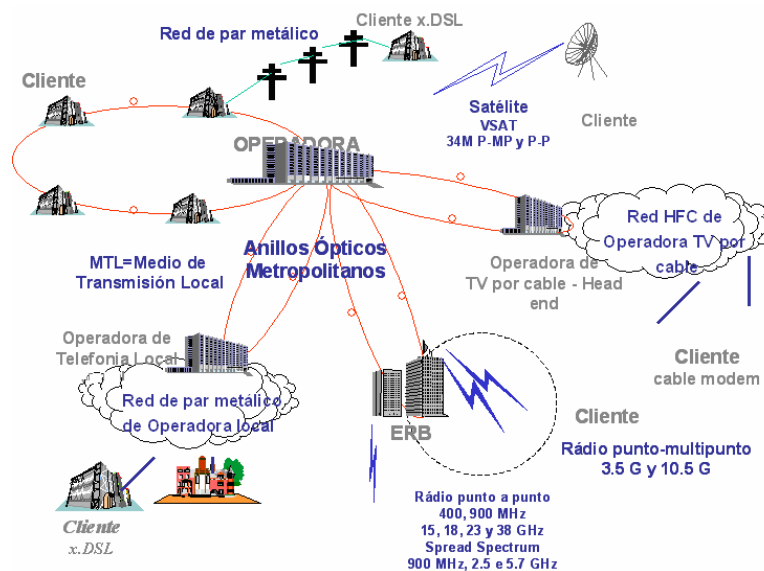 Cliente x.DSL
Red de par metálico
Cliente
Satélite
VSAT
34M P-MP y P-P
Cliente
OPERADORA
Red HFC de
Operadora TV por
cable
Anillos Ópticos
Metropolitanos
MTL=Medio de
Transmisión Local
Operadora de
TV por cable - Head
end
Operadora de
Telefonia Local
Cliente
cable modem
Red de par metálico
de Operadora local
Cliente
ERB
Rádio punto-multipunto
3.5 G y 10.5 G
Rádio punto a punto
400, 900 MHz
15, 18, 23 y 38 GHz
Spread Spectrum
900 MHz, 2.5 e 5.7 GHz
Cliente
x.DSL